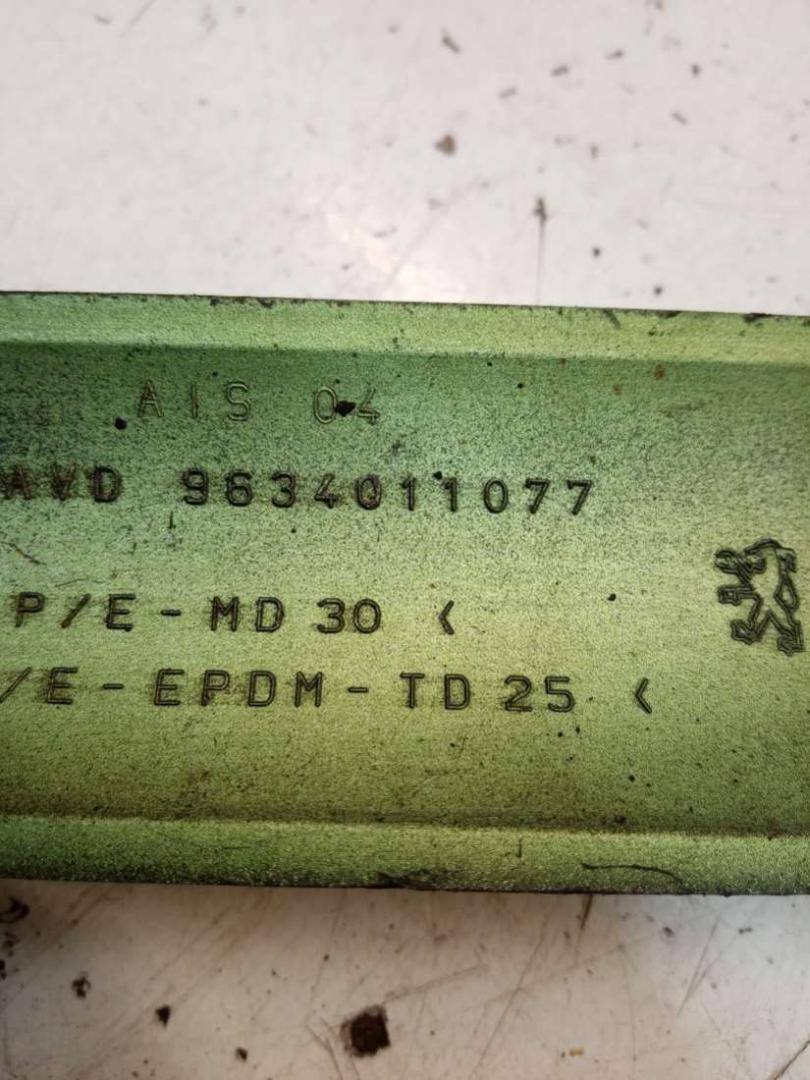 AIS 04
AVD 9634011077
P/E-MD 30 <
/E-EPDM-TD 25 <